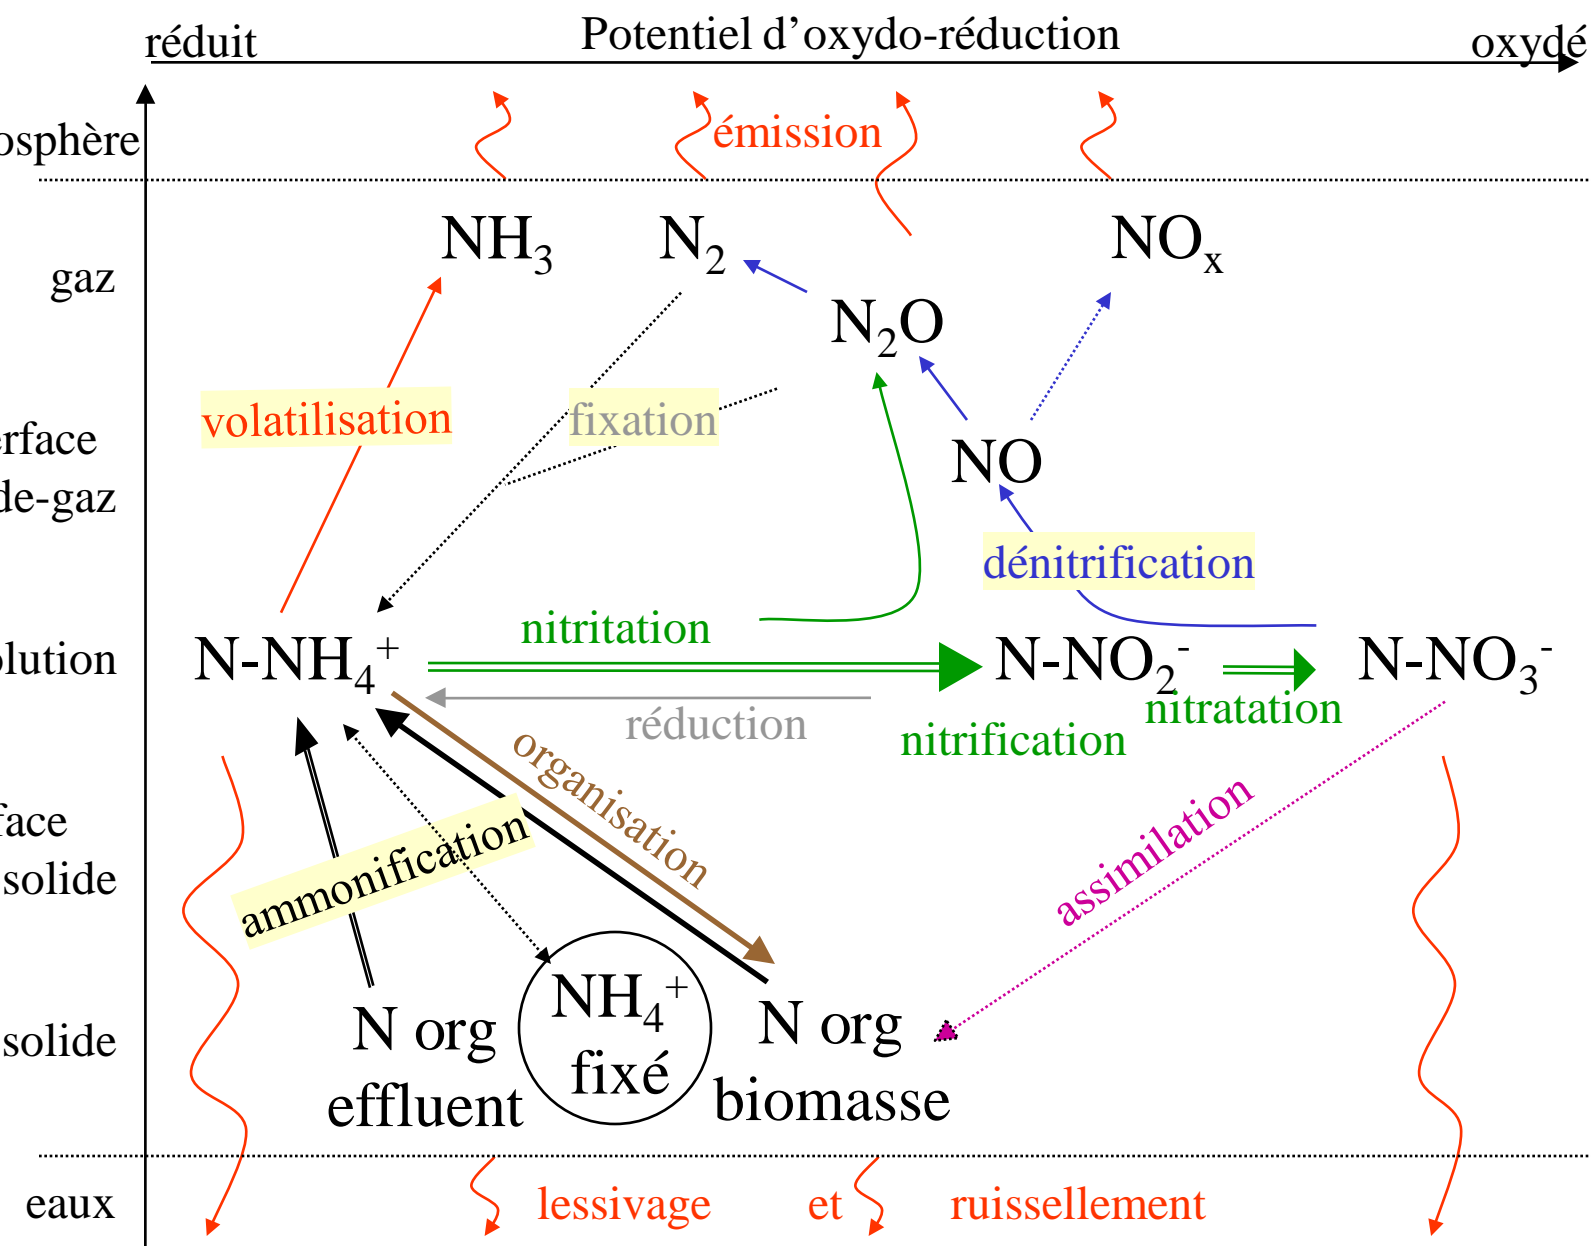 réduit Potentiel d'oxydo-réduction oxydé
osphère
émission
NH₃ N₂ NOₓ
gaz
N₂O
volatilisation fixation
erface
NO
de-gaz
dénitrification
nitritation
lution N-NH₄⁺ N-NO₂⁻ N-NO₃⁻
réduction nitrification nitratation
organisation
assimilation
face
ammonification
solide
NH₄⁺
fixé
solide
N org
effluent
N org
biomasse
eaux lessivage et ruissellement